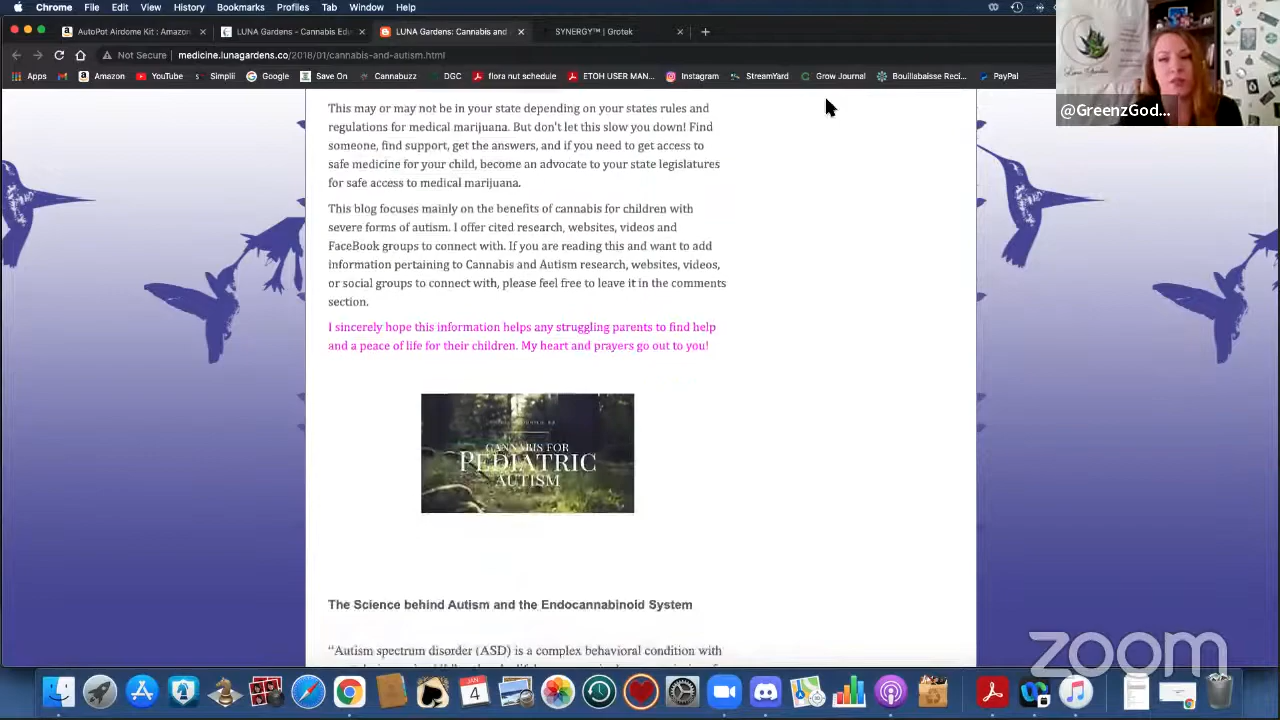 Chrome File Edit View History Bookmarks Profiles Tab Window Help
AutoPot Airdome Kit : Amazon
LUNA Gardens - Cannabis Ed
LUNA Gardens: Cannabis and
SYNERGY™ | Grotek
Not Secure | medicine.lunagardens.co/2018/01/cannabis-and-autism.html
Apps Amazon YouTube Simplii Google Save On Cannabuzz DGC flora nut schedule ETOH USER MAN... Instagram StreamYard Grow Journal Bouillabaisse Reci... PayPal
@GreenzGod...
This may or may not be in your state depending on your states rules and
regulations for medical marijuana. But don't let this slow you down! Find
someone, find support, get the answers, and if you need to get access to
safe medicine for your child, become an advocate to your state legislatures
for safe access to medical marijuana.
This blog focuses mainly on the benefits of cannabis for children with
severe forms of autism. I offer cited research, websites, videos and
FaceBook groups to connect with. If you are reading this and want to add
information pertaining to Cannabis and Autism research, websites, videos,
or social groups to connect with, please feel free to leave it in the comments
section.
I sincerely hope this information helps any struggling parents to find help
and a peace of life for their children. My heart and prayers go out to you!
CANNABIS FOR
PEDIATRIC
AUTISM
The Science behind Autism and the Endocannabinoid System
“Autism spectrum disorder (ASD) is a complex behavioral condition with
zoom
JAN
4